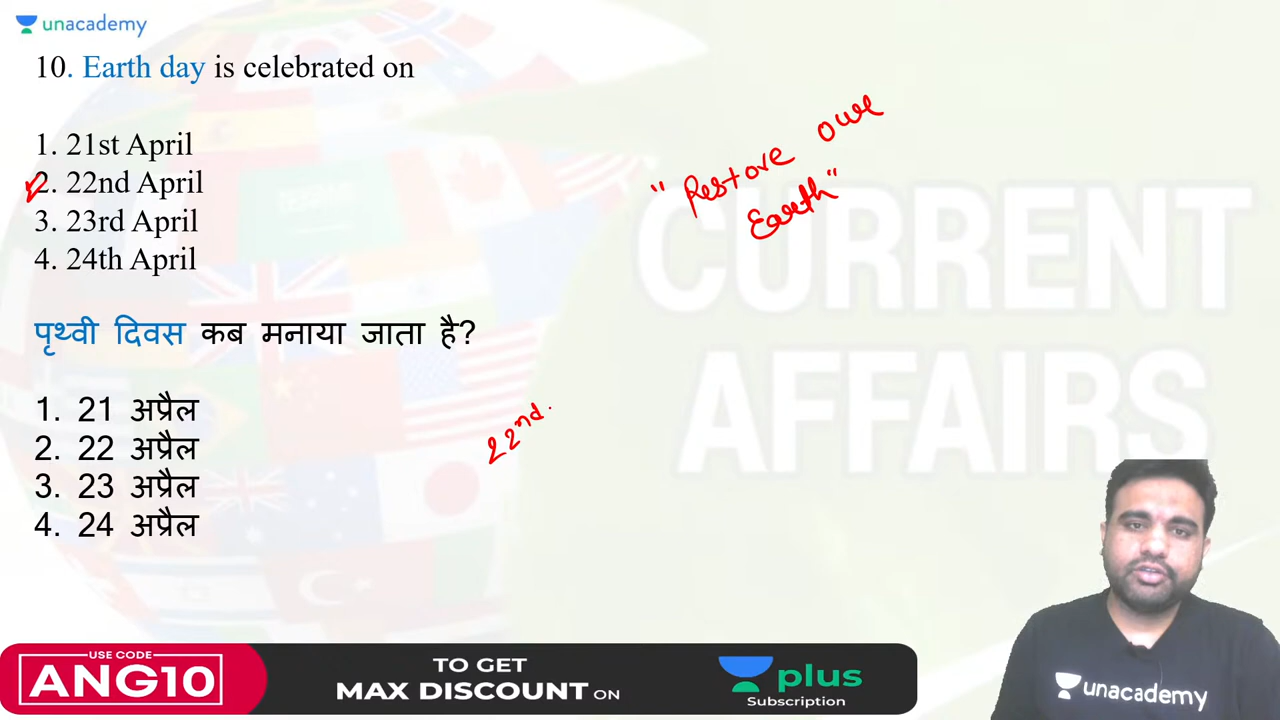 unacademy
10. Earth day is celebrated on
1. 21st April
2. 22nd April
3. 23rd April
4. 24th April
"Restore our
Earth"
CURRENT
AFFAIRS
पृथ्वी दिवस कब मनाया जाता है?
1. 21 अप्रैल
2. 22 अप्रैल
3. 23 अप्रैल
4. 24 अप्रैल
22nd.
USE CODE
ANG10
TO GET
MAX DISCOUNT ON
plus
Subscription
unacademy